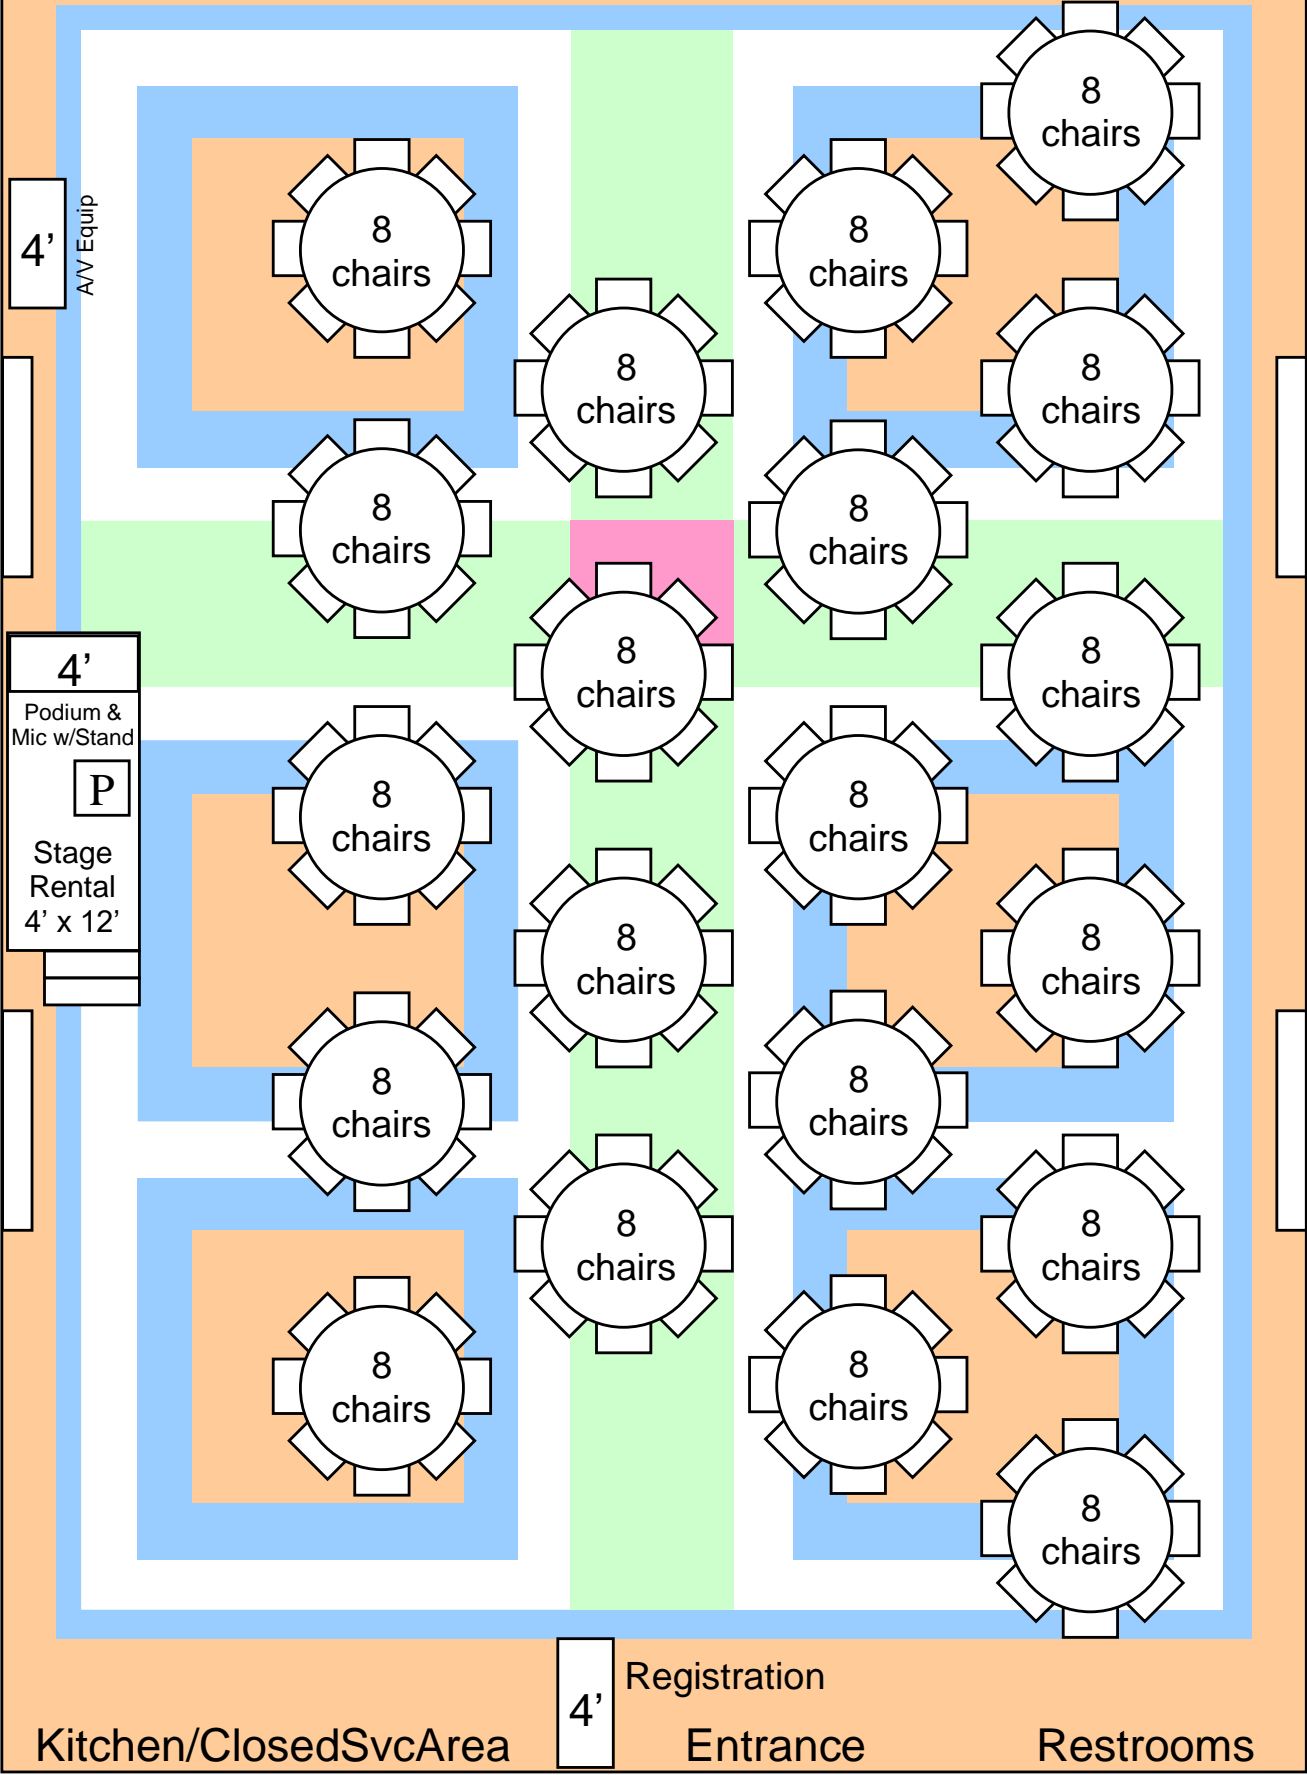 8
chairs
8
chairs
8
chairs
4’
A/V Equip
8
chairs
8
chairs
8
chairs
8
chairs
8
chairs
8
chairs
4’
Podium &
Mic w/Stand
P
Stage
Rental
4’ x 12’
8
chairs
8
chairs
8
chairs
8
chairs
8
chairs
8
chairs
8
chairs
8
chairs
8
chairs
8
chairs
8
chairs
Registration
4’
Kitchen/ClosedSvcArea
Entrance
Restrooms